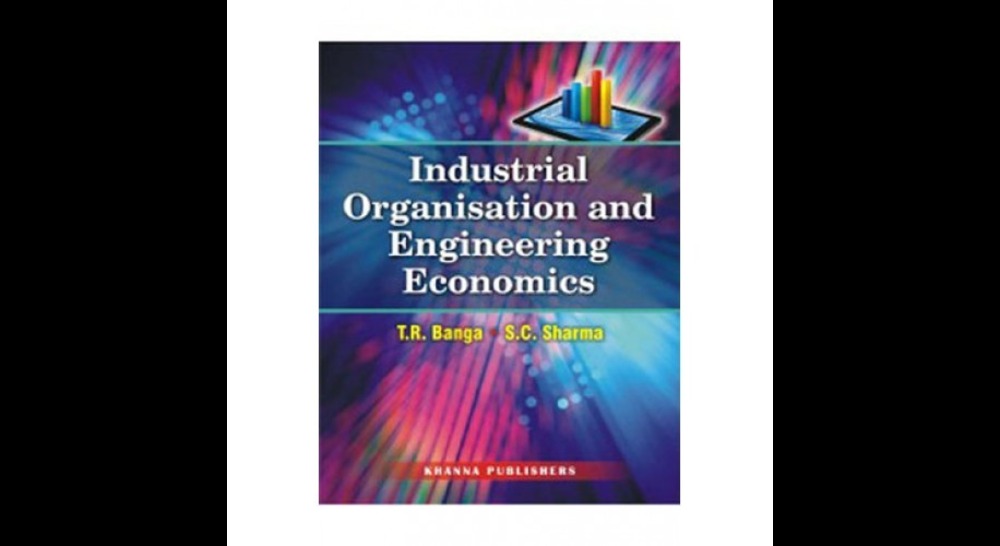 Industrial
Organisation and
Engineering
Economics
T.R. Banga • S.C. Sharma
KHANNA PUBLISHERS